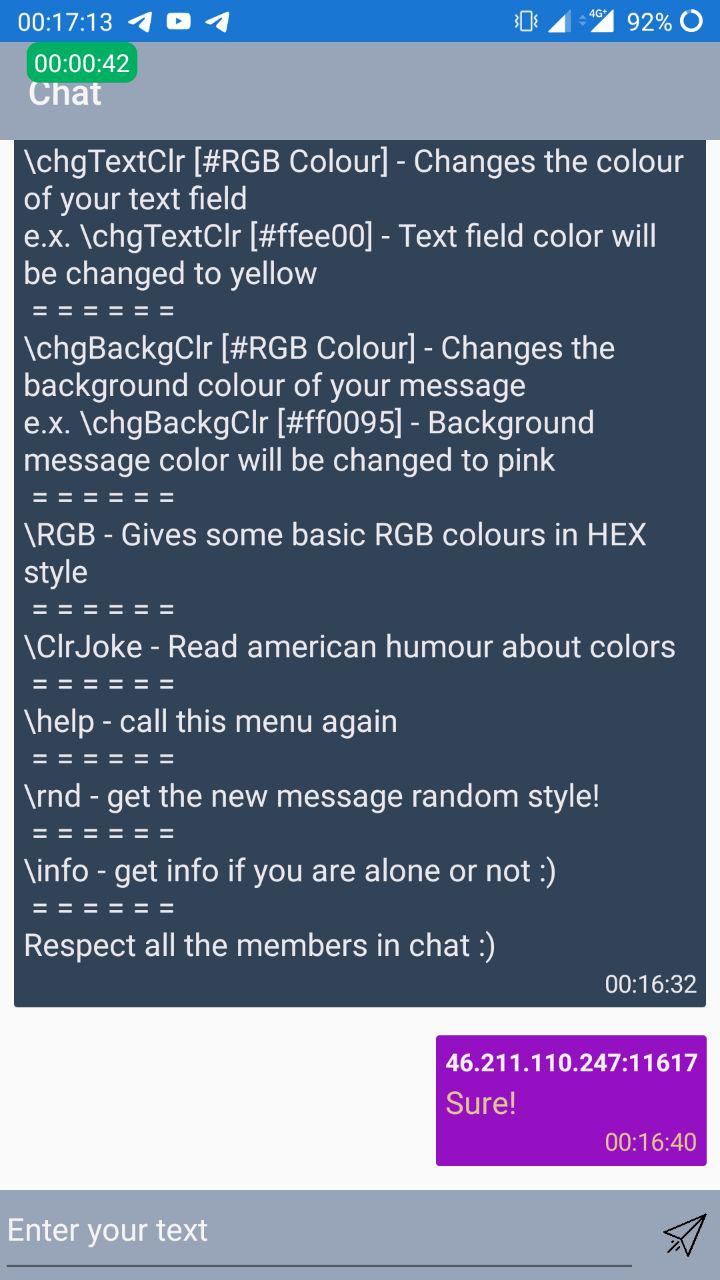 00:17:13
4G+
92%
00:00:42
Chat
\chgTextClr [#RGB Colour] - Changes the colour
of your text field
e.x. \chgTextClr [#ffee00] - Text field color will
be changed to yellow
= = = = = =
\chgBackgClr [#RGB Colour] - Changes the
background colour of your message
e.x. \chgBackgClr [#ff0095] - Background
message color will be changed to pink
= = = = = =
\RGB - Gives some basic RGB colours in HEX
style
= = = = = =
\ClrJoke - Read american humour about colors
= = = = = =
\help - call this menu again
= = = = = =
\rnd - get the new message random style!
= = = = = =
\info - get info if you are alone or not :)
= = = = = =
Respect all the members in chat :)
00:16:32
46.211.110.247:11617
Sure!
00:16:40
Enter your text